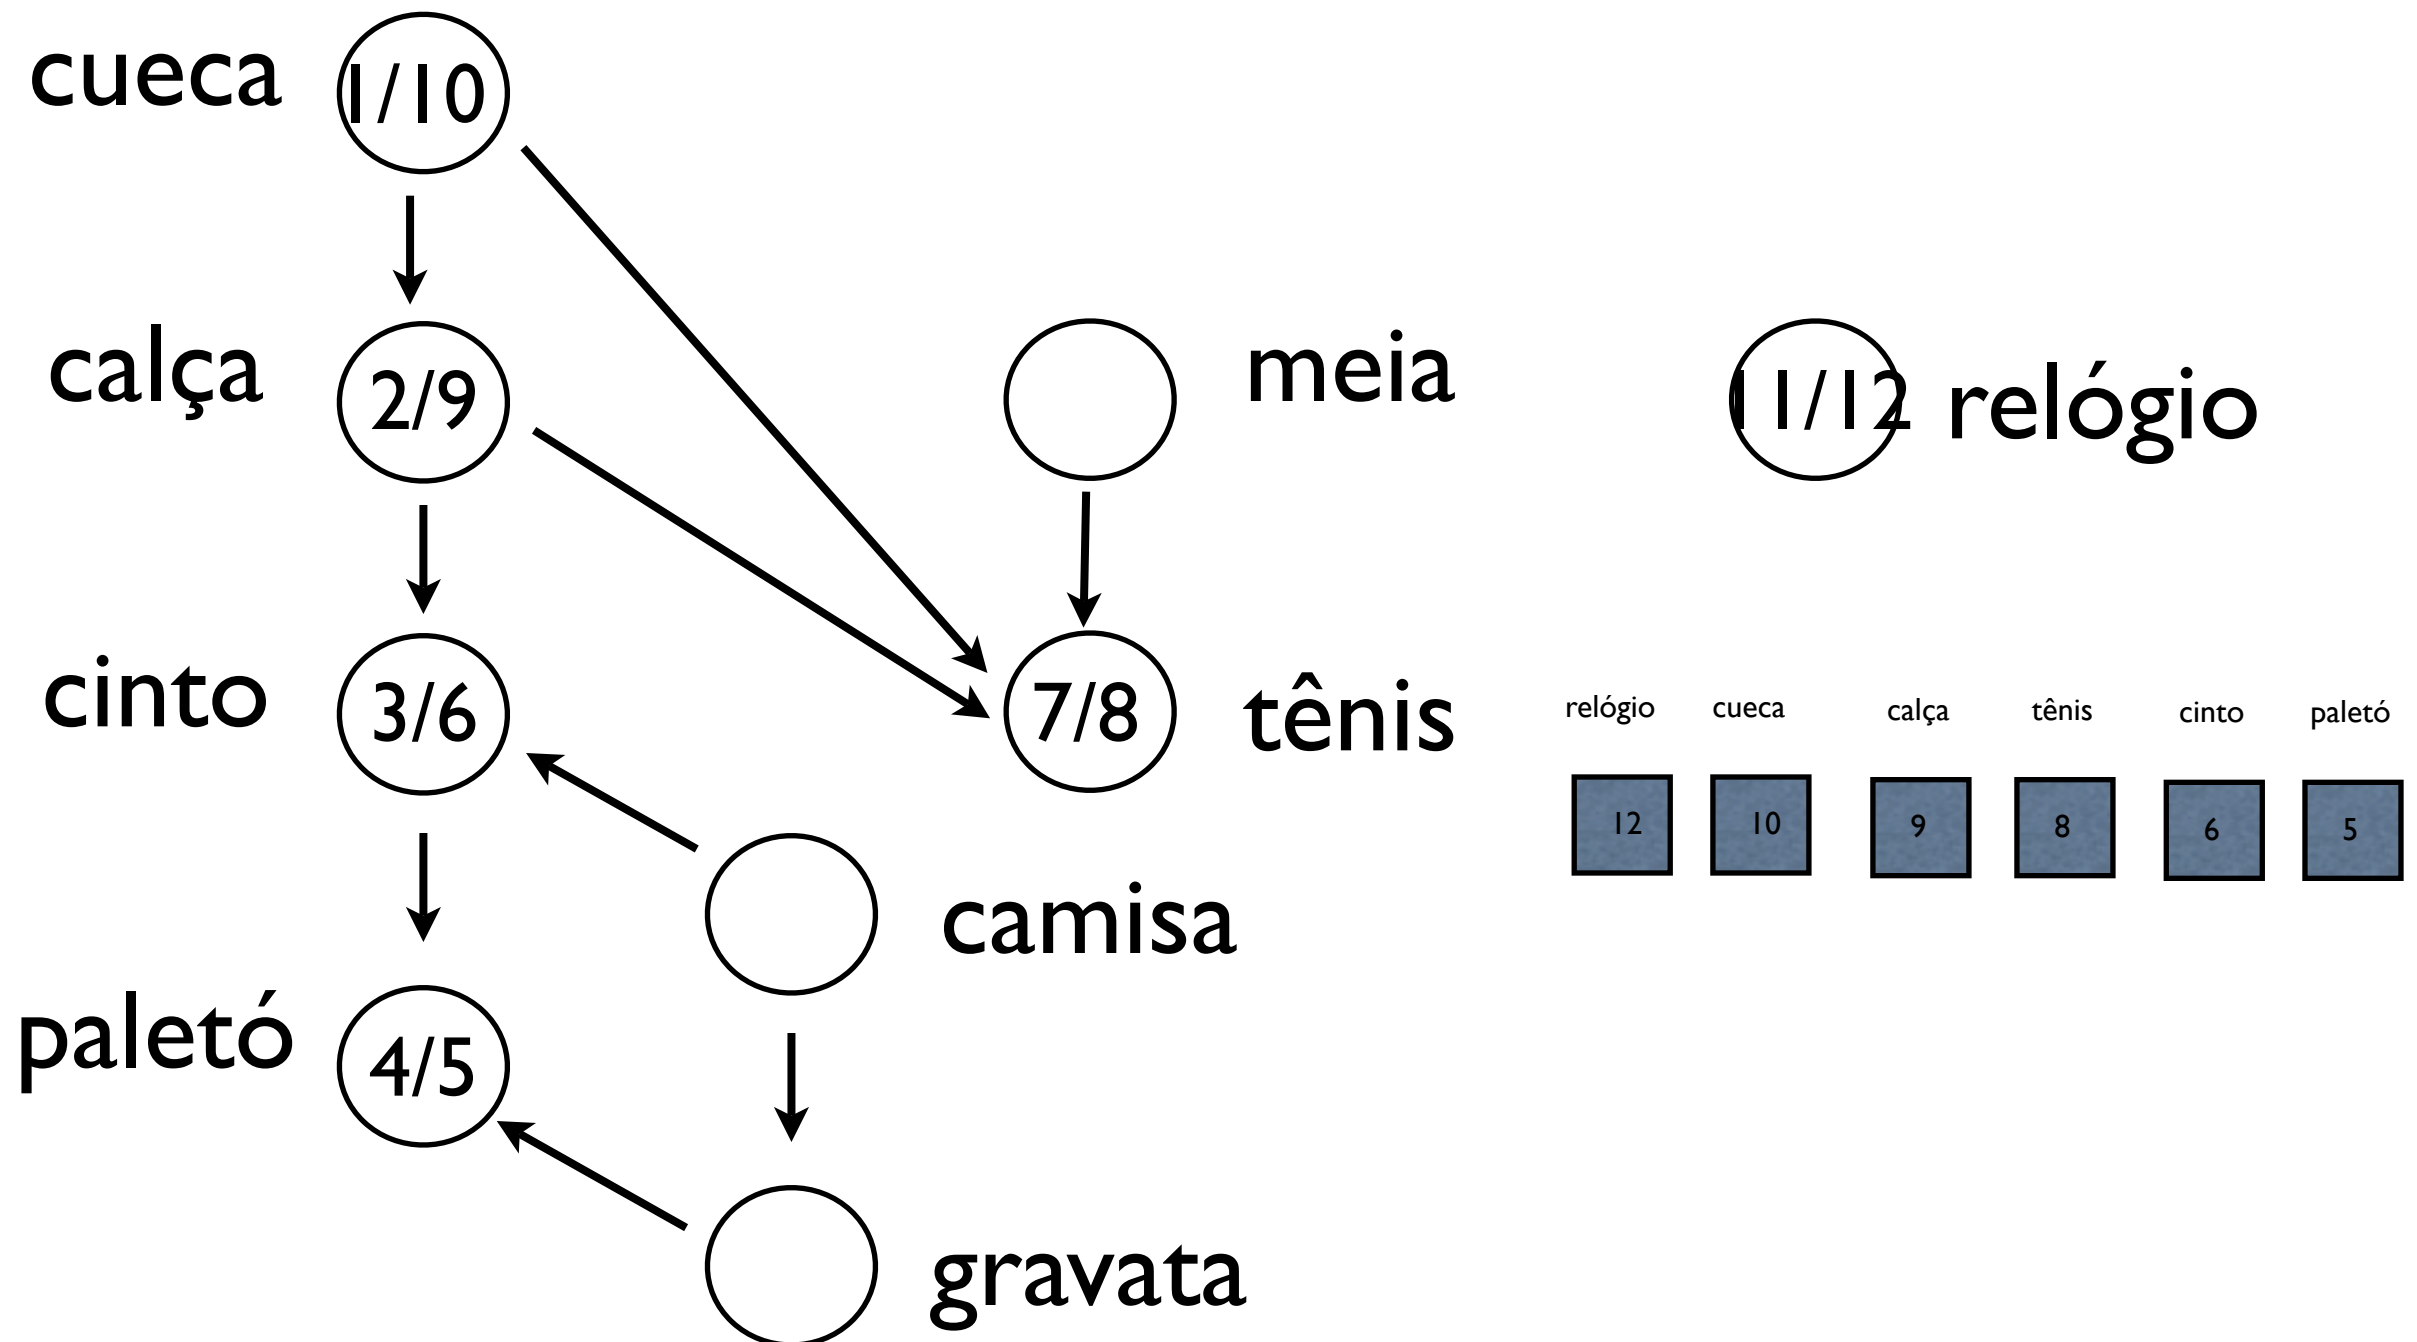 cueca 1/10
calça 2/9
meia
11/12 relógio
cinto 3/6
7/8 tênis
relógio cueca calça tênis cinto paletó
12 10 9 8 6 5
camisa
paletó 4/5
gravata